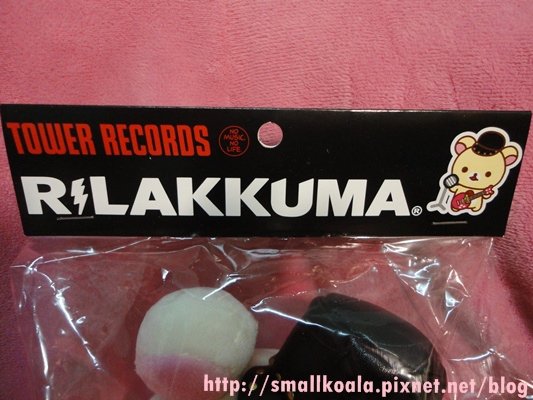 TOWER RECORDS
NO
MUSIC.
NO
LIFE.
RILAKKUMA®
http://smallkoala.pixnet.net/blog